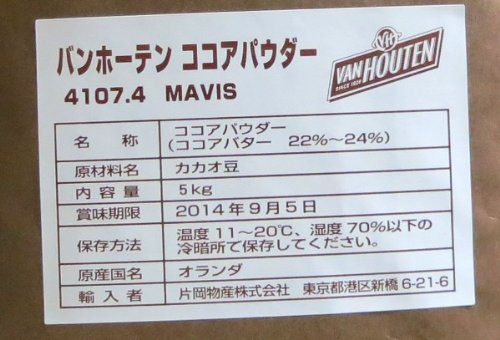 バンホーテン ココアパウダー
VH
VAN HOUTEN
SINCE 1828
4107.4 MAVIS
名 称 ココアパウダー
(ココアバター 22%〜24%)
原材料名 カカオ豆
内 容 量 5kg
賞味期限 2014年9月5日
保存方法 温度11〜20℃、湿度70%以下の
冷暗所で保存してください。
原産国名 オランダ
輸 入 者 片岡物産株式会社 東京都港区新橋6-21-6